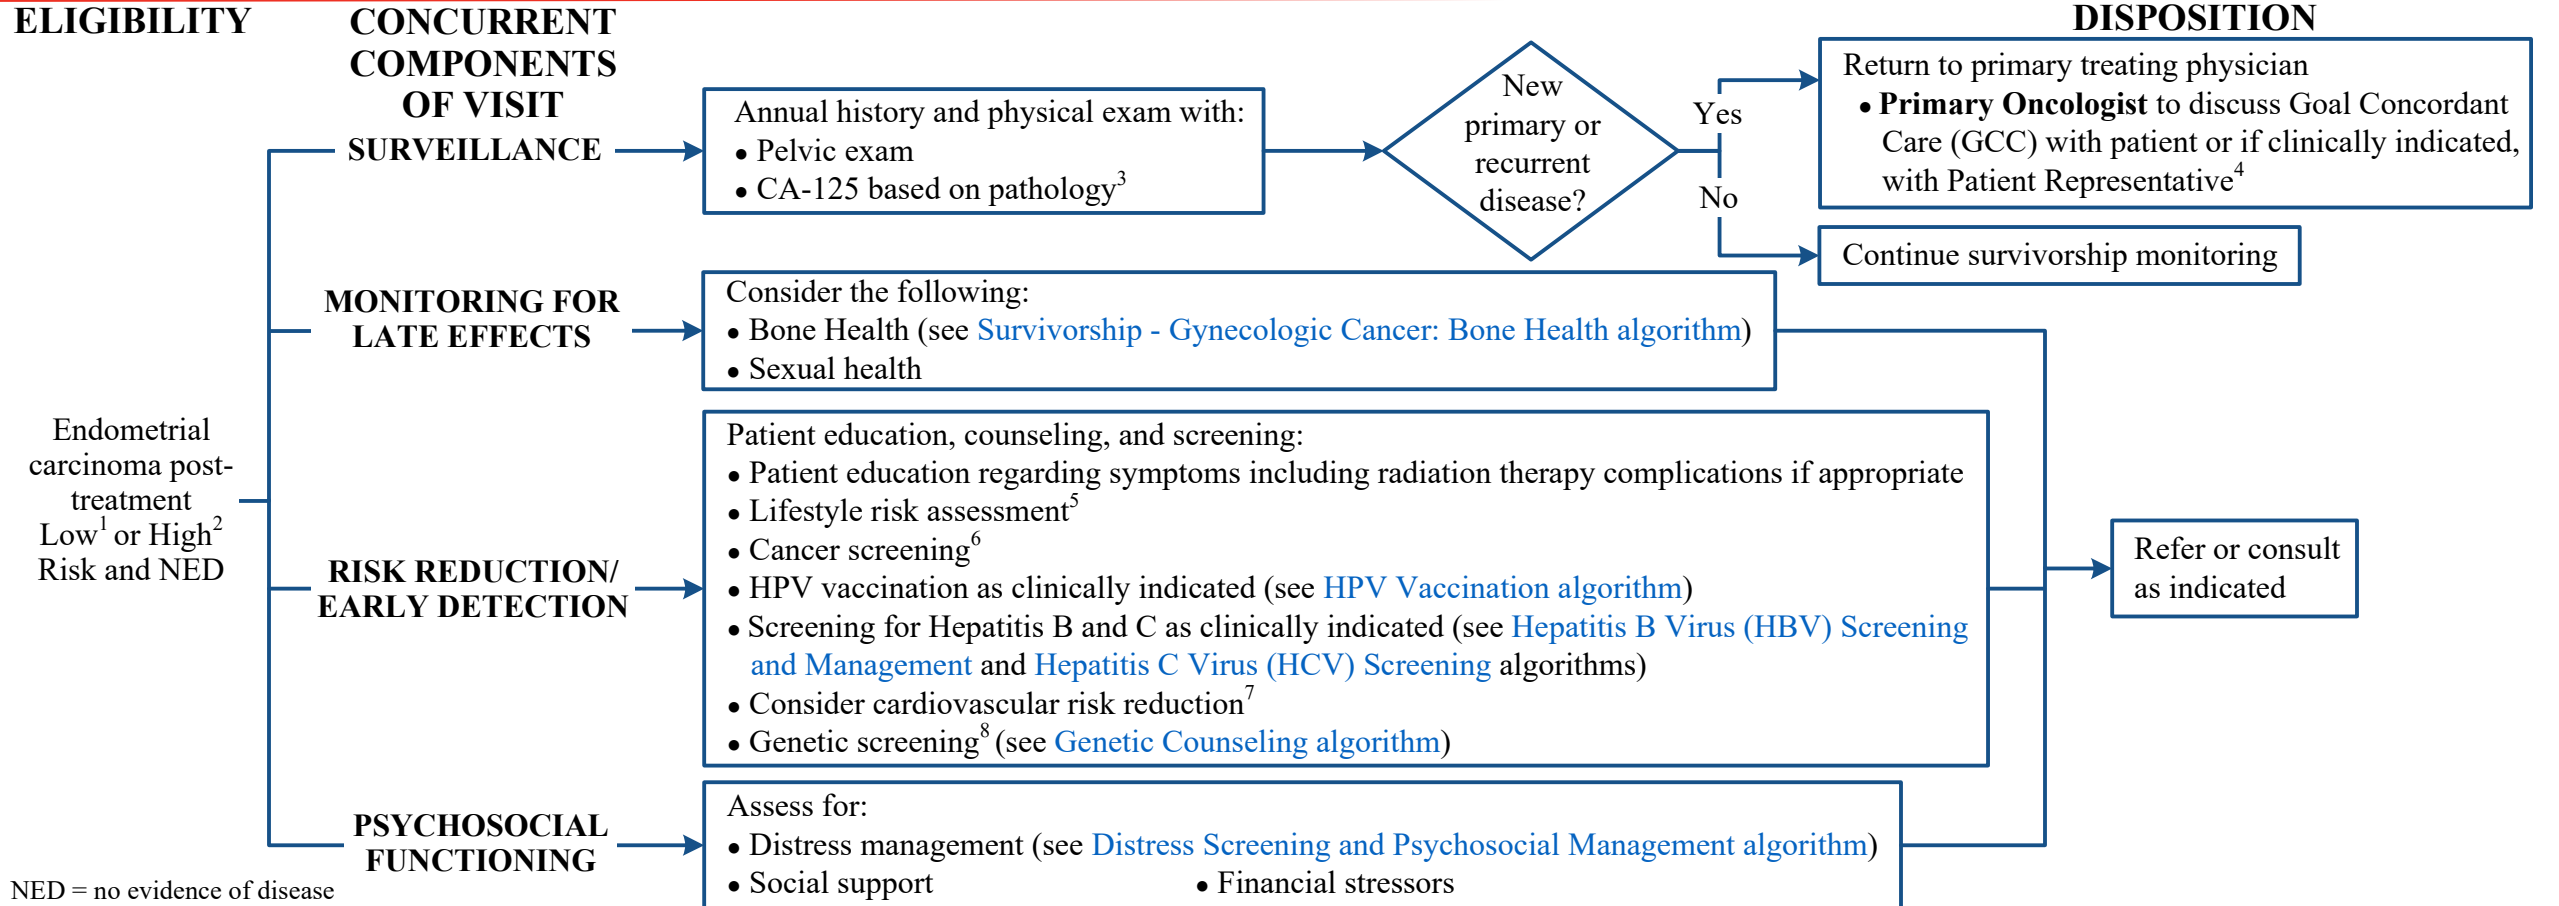 ELIGIBILITY
CONCURRENT
COMPONENTS
OF VISIT
DISPOSITION
Endometrial
carcinoma post-
treatment
Low1 or High2
Risk and NED
SURVEILLANCE
Annual history and physical exam with:
● Pelvic exam
● CA-125 based on pathology3
New
primary or
recurrent
disease?
Yes
No
Return to primary treating physician
● Primary Oncologist to discuss Goal Concordant
Care (GCC) with patient or if clinically indicated,
with Patient Representative4
Continue survivorship monitoring
MONITORING FOR
LATE EFFECTS
Consider the following:
● Bone Health (see Survivorship - Gynecologic Cancer: Bone Health algorithm)
● Sexual health
RISK REDUCTION/
EARLY DETECTION
Patient education, counseling, and screening:
● Patient education regarding symptoms including radiation therapy complications if appropriate
● Lifestyle risk assessment5
● Cancer screening6
● HPV vaccination as clinically indicated (see HPV Vaccination algorithm)
● Screening for Hepatitis B and C as clinically indicated (see Hepatitis B Virus (HBV) Screening
and Management and Hepatitis C Virus (HCV) Screening algorithms)
● Consider cardiovascular risk reduction7
● Genetic screening8 (see Genetic Counseling algorithm)
Refer or consult
as indicated
PSYCHOSOCIAL
FUNCTIONING
Assess for:
● Distress management (see Distress Screening and Psychosocial Management algorithm)
● Social support ● Financial stressors
NED = no evidence of disease